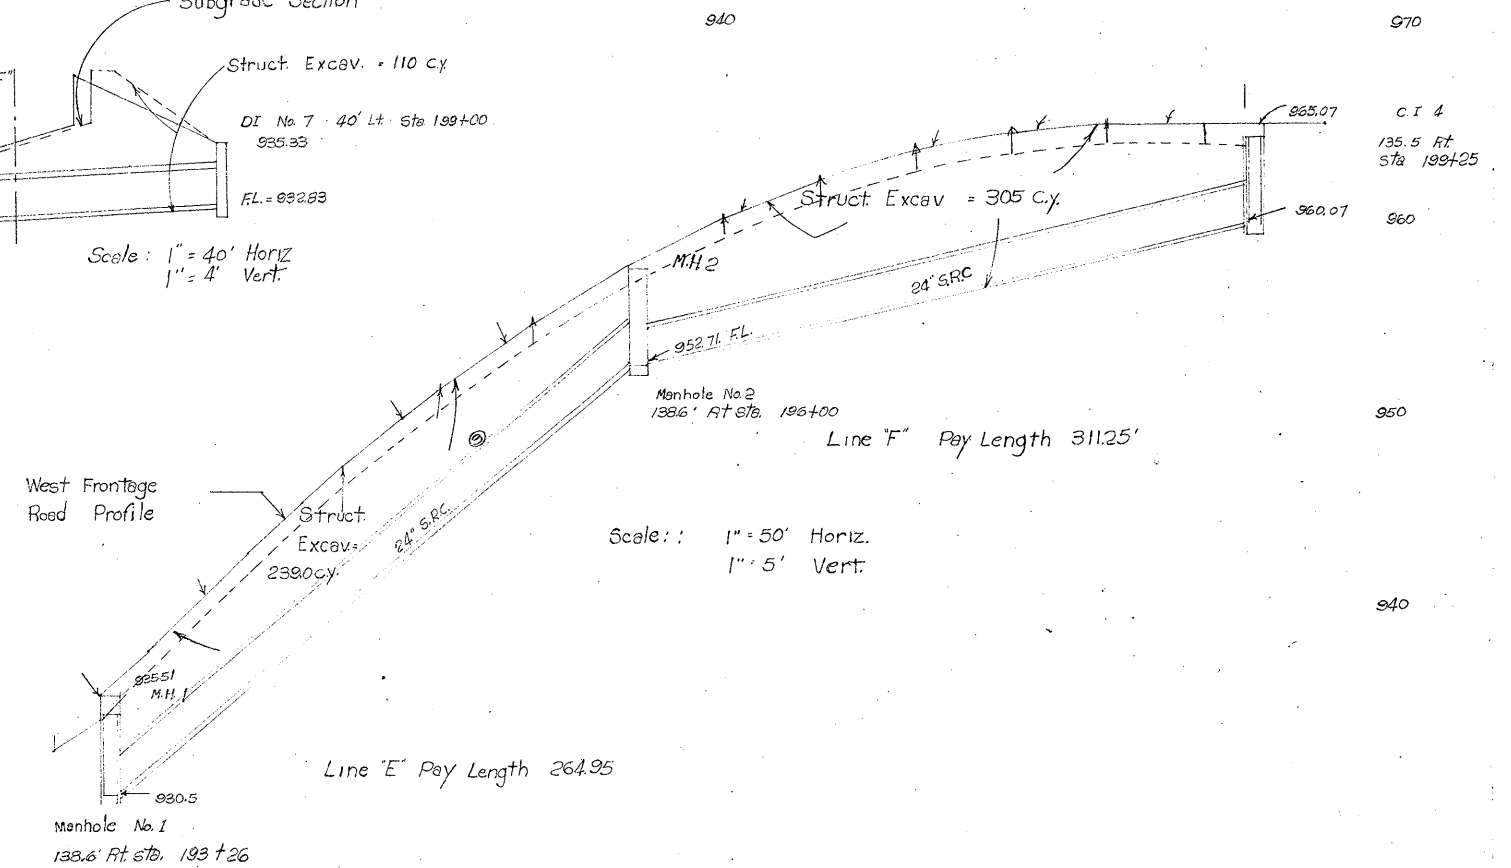 Subgrade Section
940
970
Struct. Excav. = 110 c.y.
DI No. 7 40' Lt. Sta. 199+00
935.33
F.L. = 932.83
Scale: 1" = 40' Horiz
1" = 4' Vert.
965.07
C.I 4
135.5 Rt
Sta 199+25
Struct Excav = 305 c.y.
960.07
960
M.H 2
24" S.R.C
952.71 F.L.
Manhole No. 2
138.6' Rt sta. 196+00
950
Line "F" Pay Length 311.25'
West Frontage
Road Profile
Struct.
Excav=
239.0 c.y.
24" S.R.C.
Scale: : 1" = 50' Horiz.
1" = 5' Vert.
940
935.51
M.H. 1
Line "E" Pay Length 264.95
930.5
Manhole No. 1
138.6' Rt. sta. 193+26